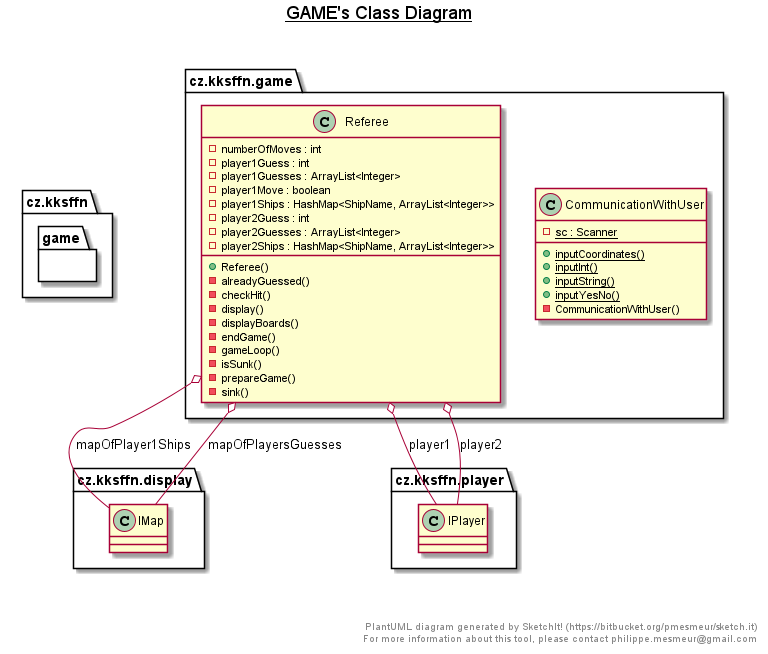 GAME's Class Diagram
cz.kksffn.game
C Referee
numberOfMoves : int
player1Guess : int
player1Guesses : ArrayList<Integer>
player1Move : boolean
player1Ships : HashMap<ShipName, ArrayList<Integer>>
player2Guess : int
player2Guesses : ArrayList<Integer>
player2Ships : HashMap<ShipName, ArrayList<Integer>>
Referee()
alreadyGuessed()
checkHit()
display()
displayBoards()
endGame()
gameLoop()
isSunk()
prepareGame()
sink()
C CommunicationWithUser
sc : Scanner
inputCoordinates()
inputInt()
inputString()
inputYesNo()
CommunicationWithUser()
cz.kksffn
game
mapOfPlayer1Ships
mapOfPlayersGuesses
player1
player2
cz.kksffn.display
C IMap
cz.kksffn.player
C IPlayer
PlantUML diagram generated by SketchIt! (https://bitbucket.org/pmesmeur/sketch.it)
For more information about this tool, please contact philippe.mesmeur@gmail.com